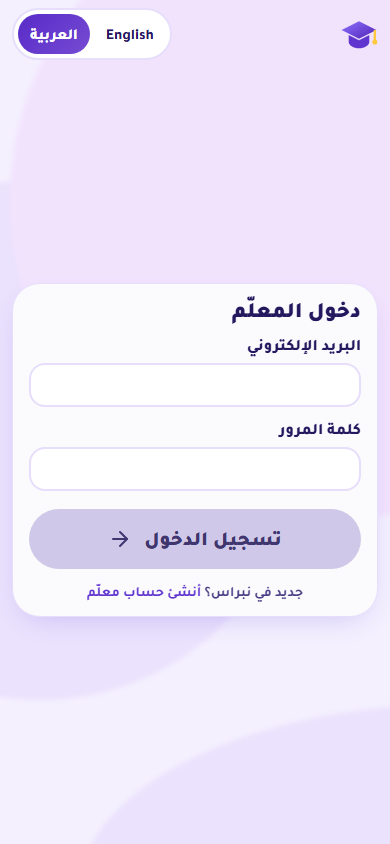 العربية
English
دخول المعلّم
البريد الإلكتروني
كلمة المرور
تسجيل الدخول
جديد في نبراس؟ أنشئ حساب معلّم